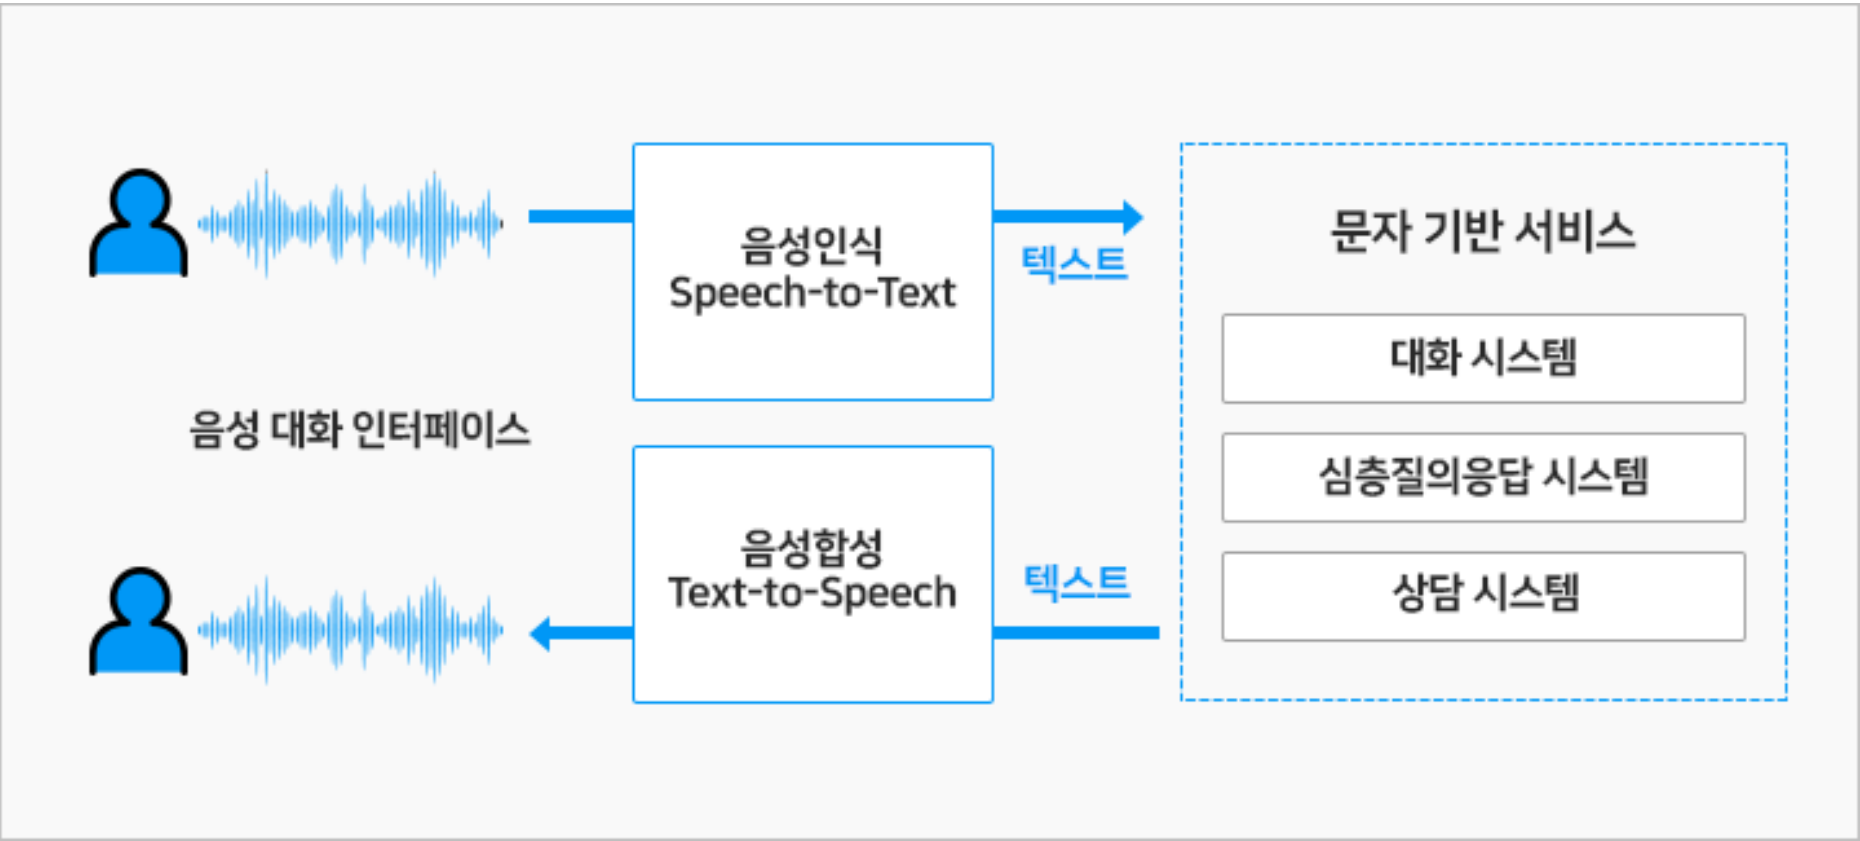 음성인식
Speech-to-Text
텍스트
음성 대화 인터페이스
음성합성
Text-to-Speech
텍스트
문자 기반 서비스
대화 시스템
심층질의응답 시스템
상담 시스템